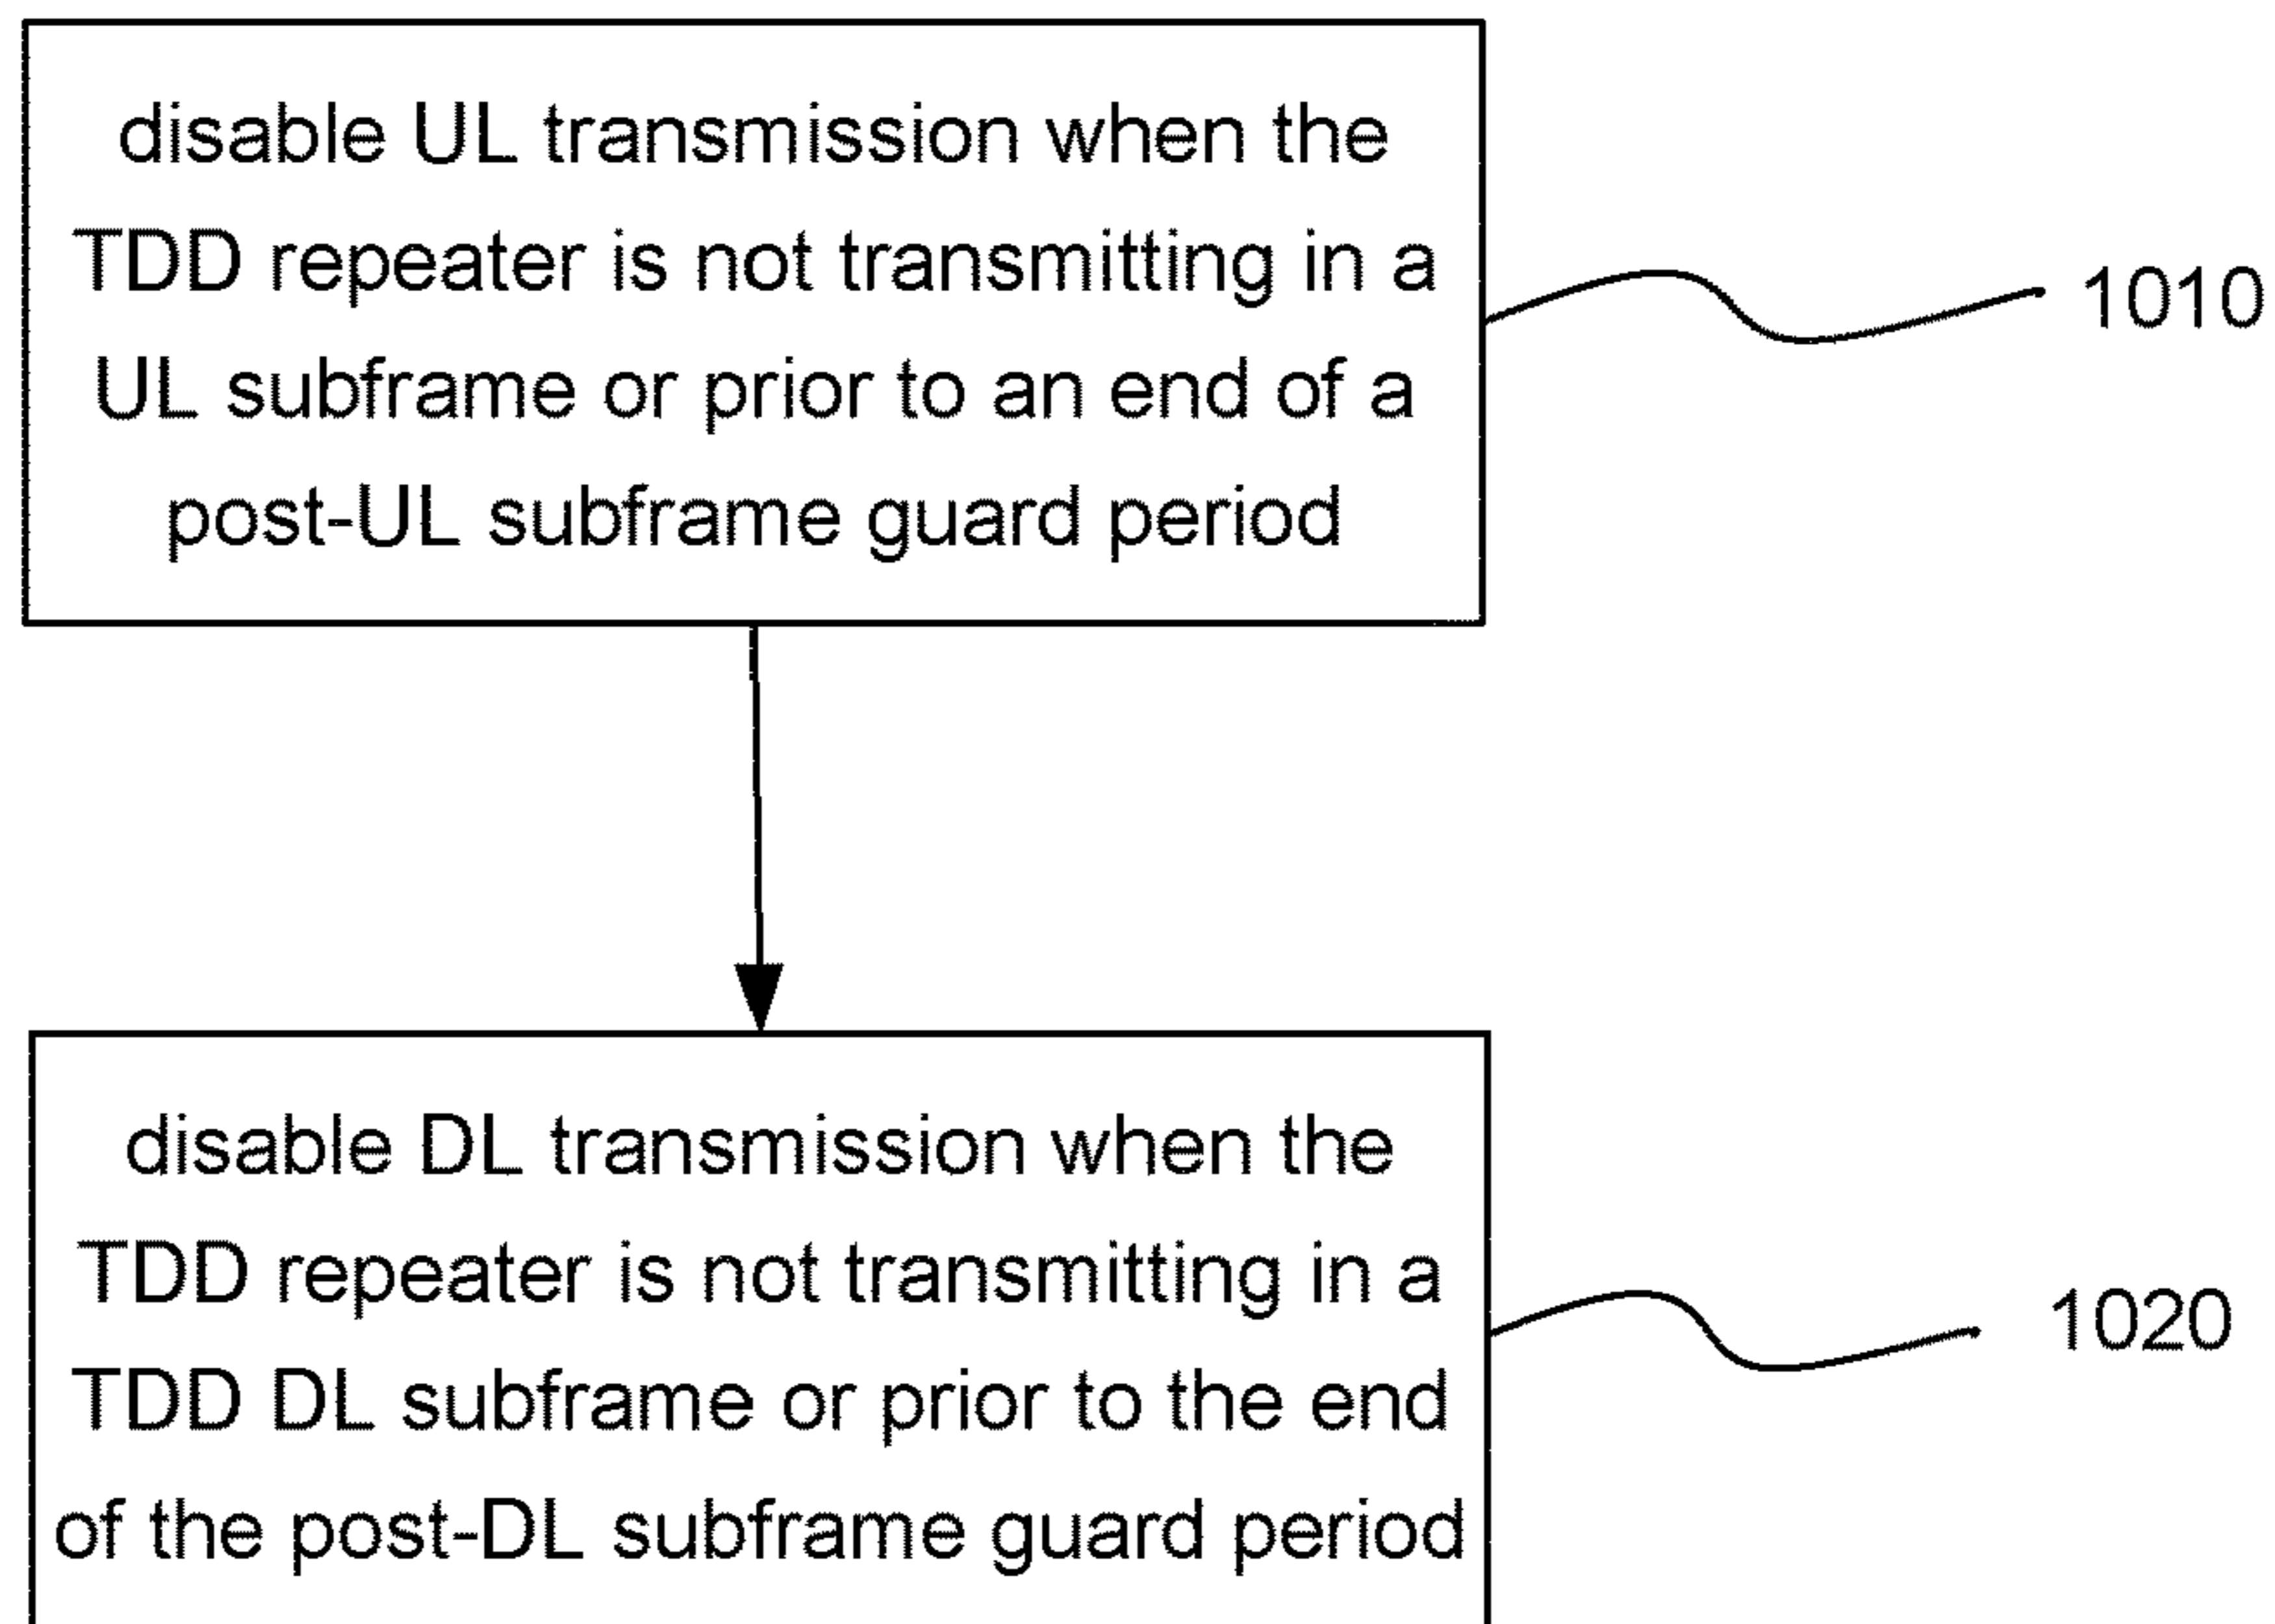 disable UL transmission when the
TDD repeater is not transmitting in a
UL subframe or prior to an end of a
post-UL subframe guard period
1010
disable DL transmission when the
TDD repeater is not transmitting in a
TDD DL subframe or prior to the end
of the post-DL subframe guard period
1020